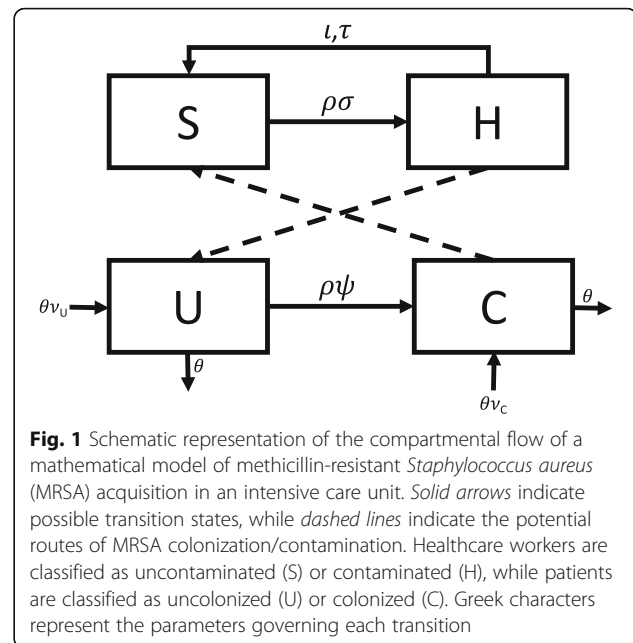 ι,τ
S
ρσ
H
θν_U
U
ρψ
C
θ
θ
θν_C
Fig. 1 Schematic representation of the compartmental flow of a
mathematical model of methicillin-resistant Staphylococcus aureus
(MRSA) acquisition in an intensive care unit. Solid arrows indicate
possible transition states, while dashed lines indicate the potential
routes of MRSA colonization/contamination. Healthcare workers are
classified as uncontaminated (S) or contaminated (H), while patients
are classified as uncolonized (U) or colonized (C). Greek characters
represent the parameters governing each transition